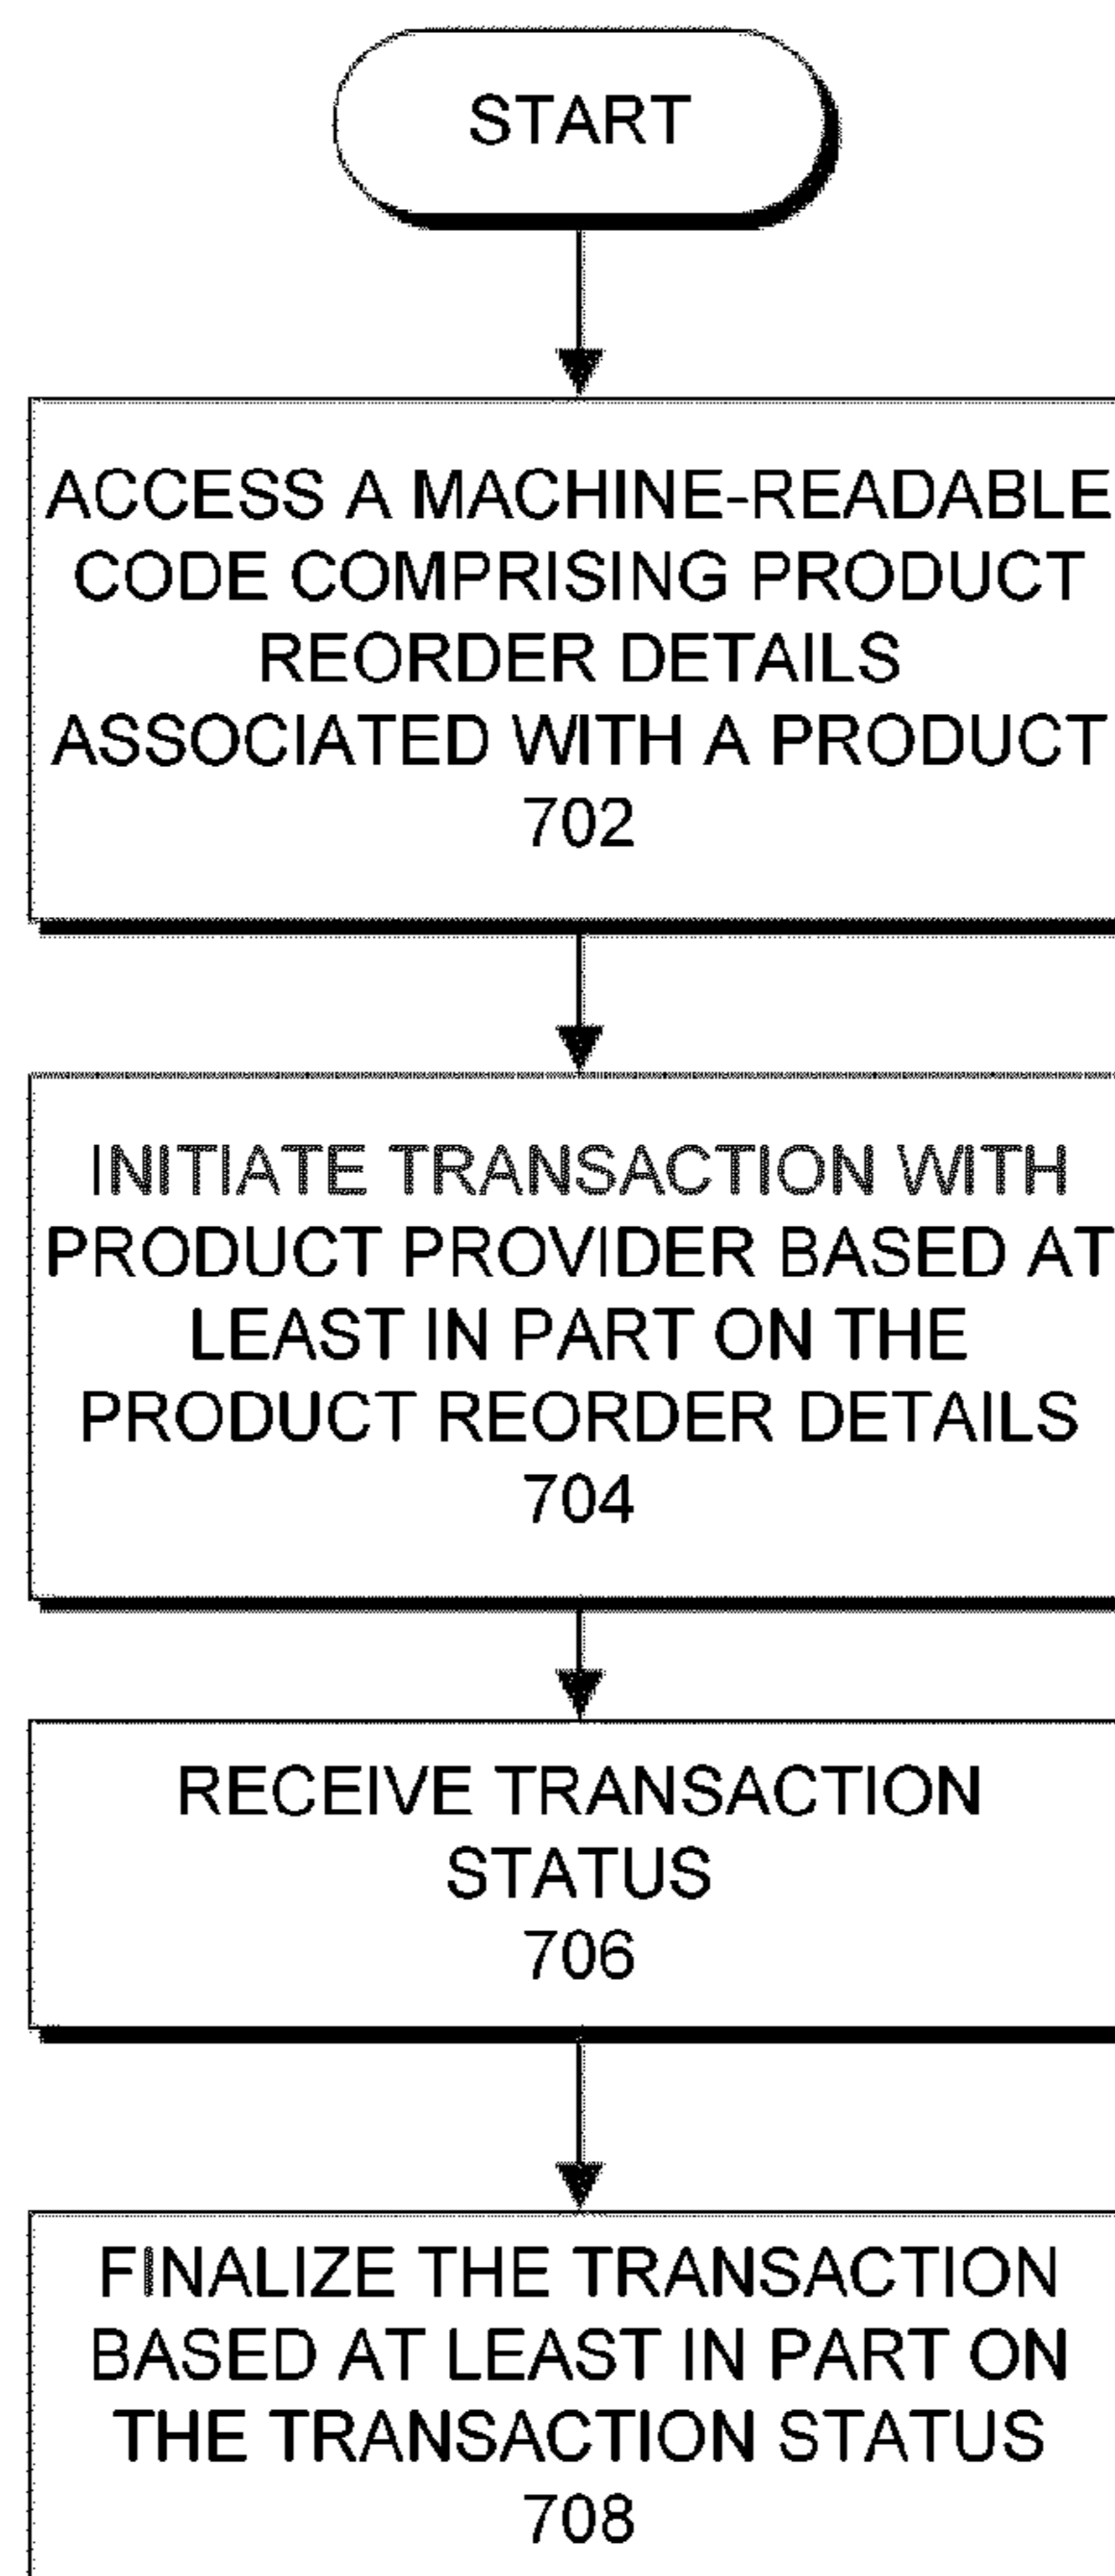 START
ACCESS A MACHINE-READABLE
CODE COMPRISING PRODUCT
REORDER DETAILS
ASSOCIATED WITH A PRODUCT
702
INITIATE TRANSACTION WITH
PRODUCT PROVIDER BASED AT
LEAST IN PART ON THE
PRODUCT REORDER DETAILS
704
RECEIVE TRANSACTION
STATUS
706
FINALIZE THE TRANSACTION
BASED AT LEAST IN PART ON
THE TRANSACTION STATUS
708